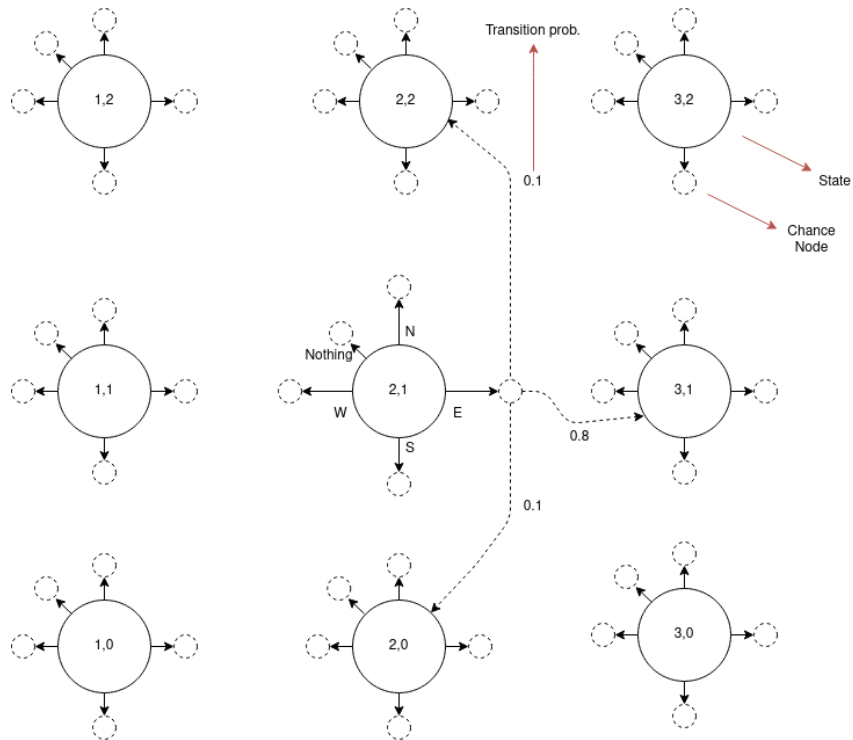 Transition prob.
1,2
2,2
3,2
0.1
State
Chance
Node
N
Nothing
1,1
2,1
3,1
W
E
0.8
S
0.1
1,0
2,0
3,0